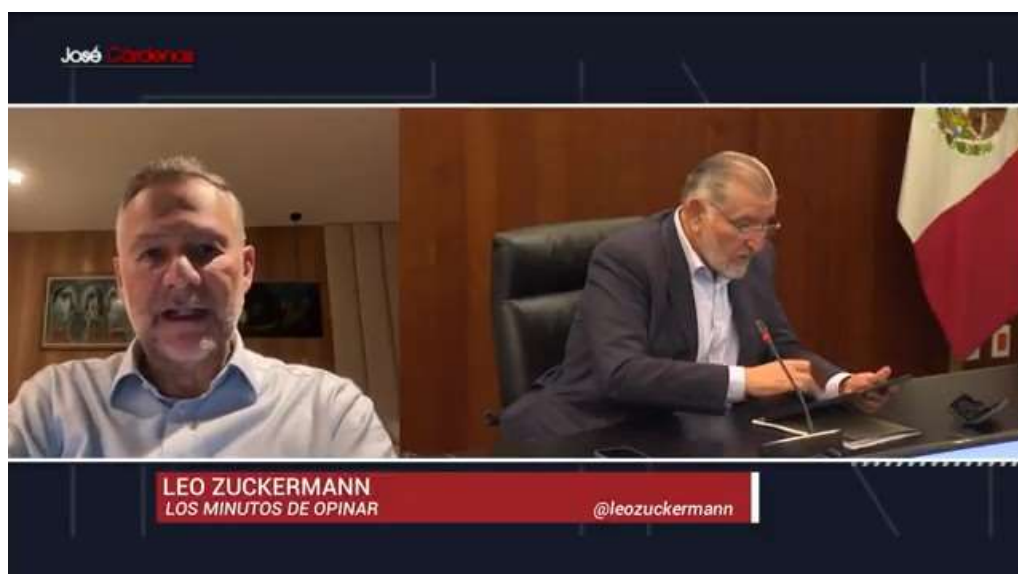 José Cárdenas
LEO ZUCKERMANN
LOS MINUTOS DE OPINAR
@leozuckermann